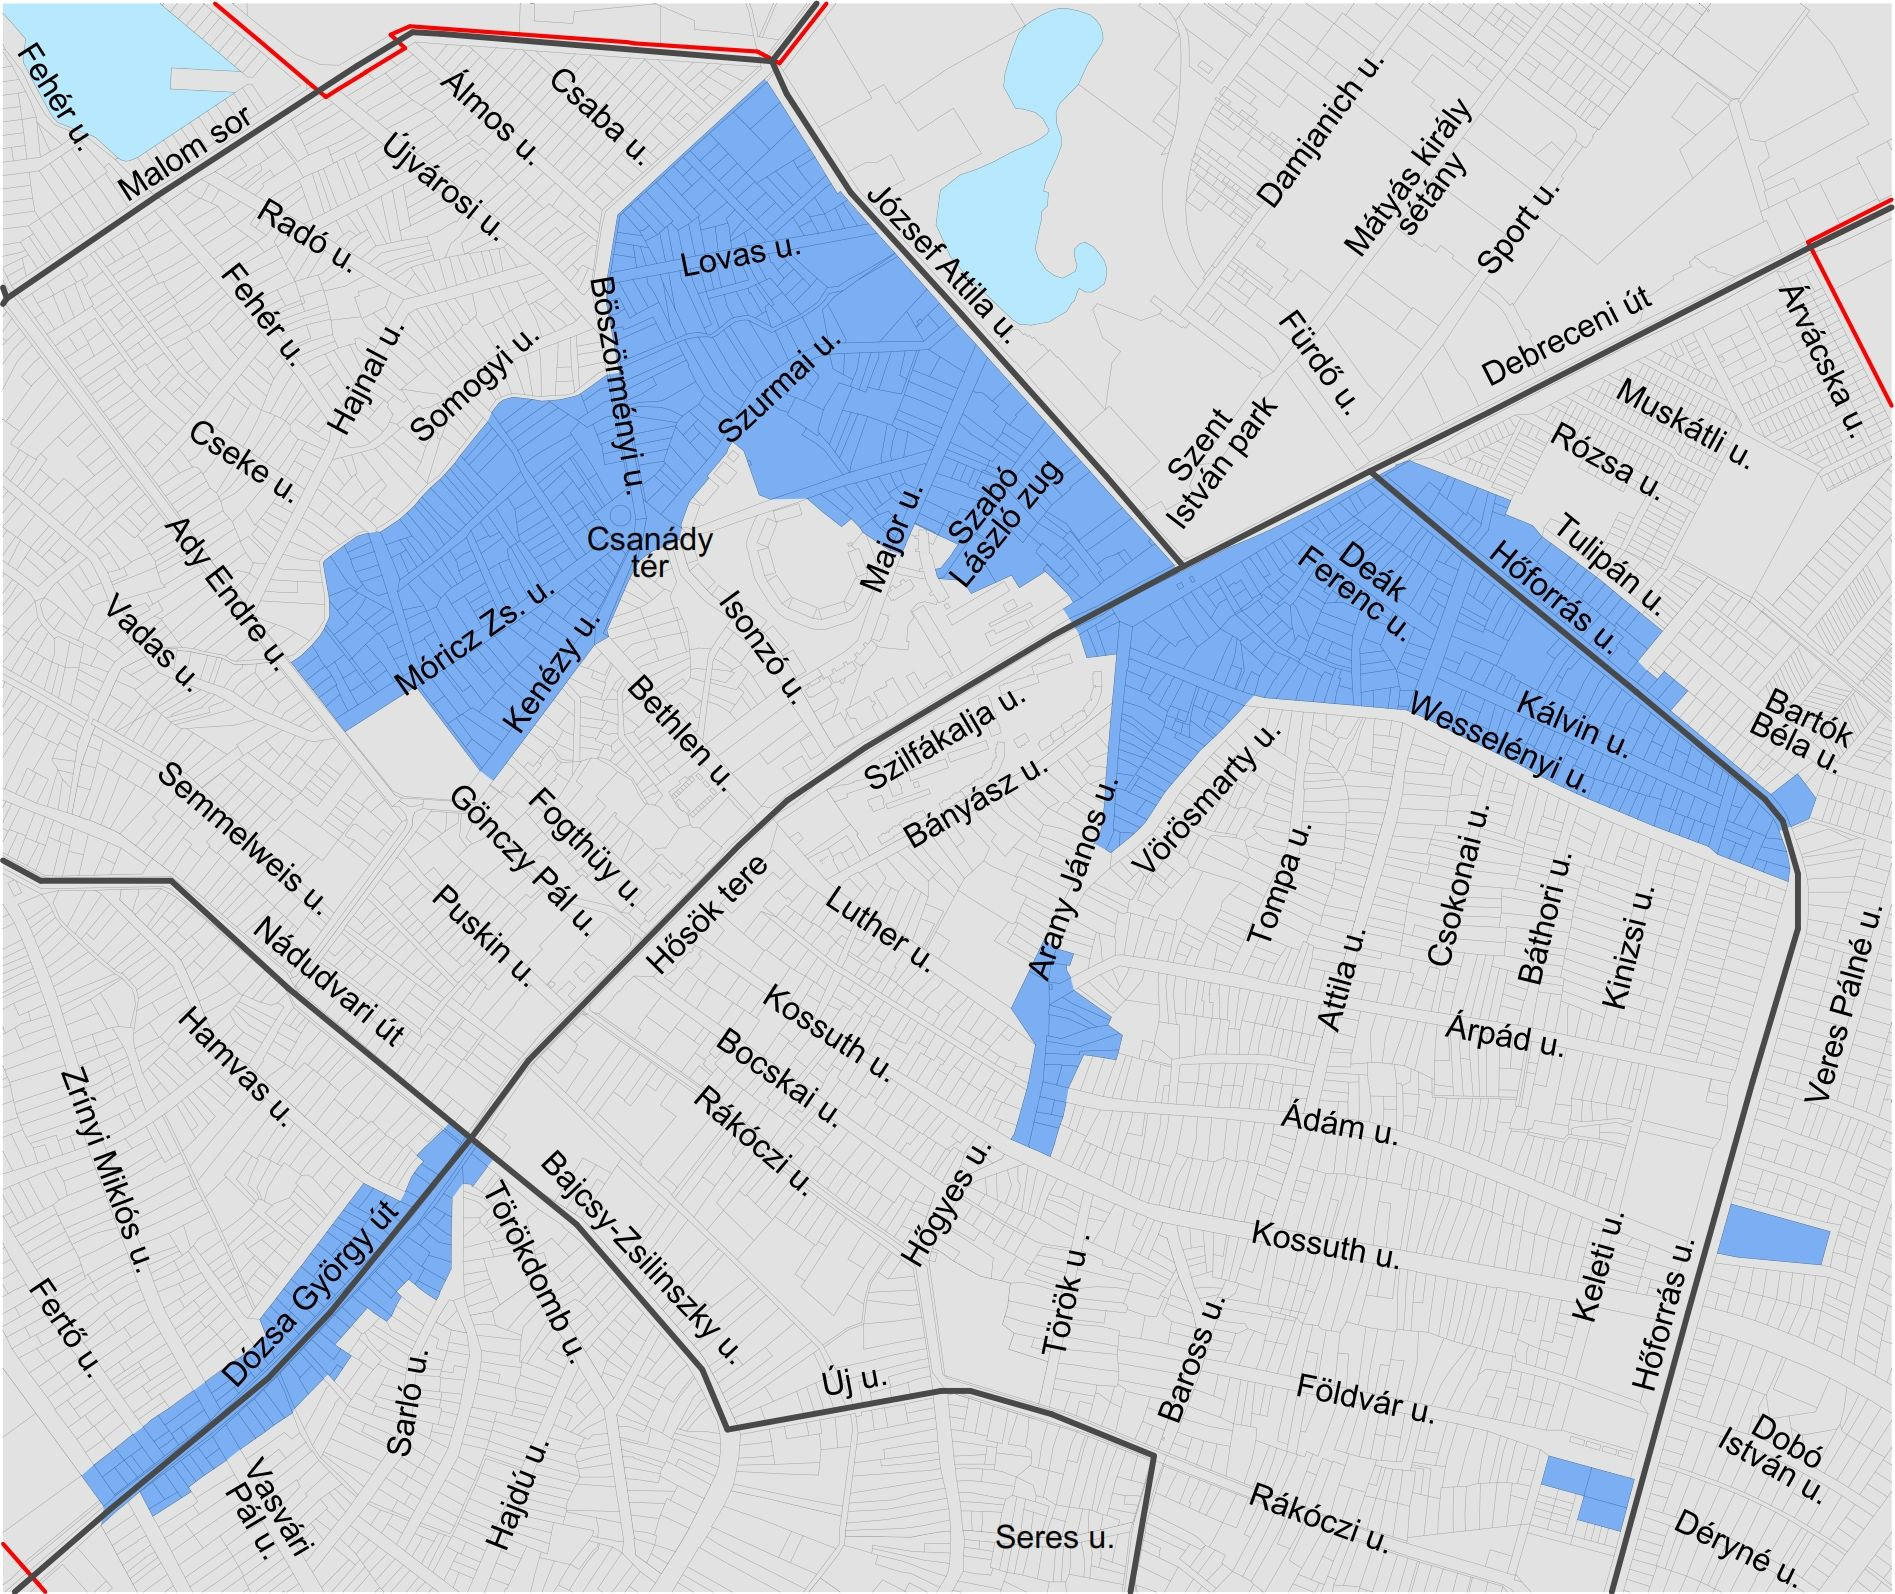 Fehér u.
Malom sor
Álmos u.
Csaba u.
Újvárosi u.
Radó u.
Fehér u.
Hajnal u.
Somogyi u.
Cseke u.
Böszörményi u.
Lovas u.
Szurmai u.
József Attila u.
Damjanich u.
Mátyás király
sétány
Sport u.
Fürdő u.
Debreceni út
Árvácska u.
Muskátli u.
Rózsa u.
Tulipán u.
Szent
István park
Szabó
László zug
Major u.
Csanády
tér
Ady Endre u.
Vadas u.
Móricz Zs. u.
Kenézy u.
Isonzó u.
Bethlen u.
Deák
Ferenc u.
Hőforrás u.
Kálvin u.
Wesselényi u.
Bartók
Béla u.
Szilfákalja u.
Bányász u.
Vörösmarty u.
Arany János u.
Semmelweis u.
Gönczy Pál u.
Fogthüy u.
Puskin u.
Hősök tere
Luther u.
Tompa u.
Attila u.
Csokonai u.
Báthori u.
Kinizsi u.
Veres Pálné u.
Nádudvari út
Hamvas u.
Zrínyi Miklós u.
Kossuth u.
Bocskai u.
Rákóczi u.
Árpád u.
Ádám u.
Kossuth u.
Keleti u.
Hőforrás u.
Hőgyes u.
Török u .
Baross u.
Bajcsy-Zsilinszky u.
Törökdomb u.
Dózsa György út
Fertő u.
Sarló u.
Új u.
Földvár u.
Dobó
István u.
Vasvári
Pál u.
Hajdú u.
Seres u.
Rákóczi u.
Déryné u.